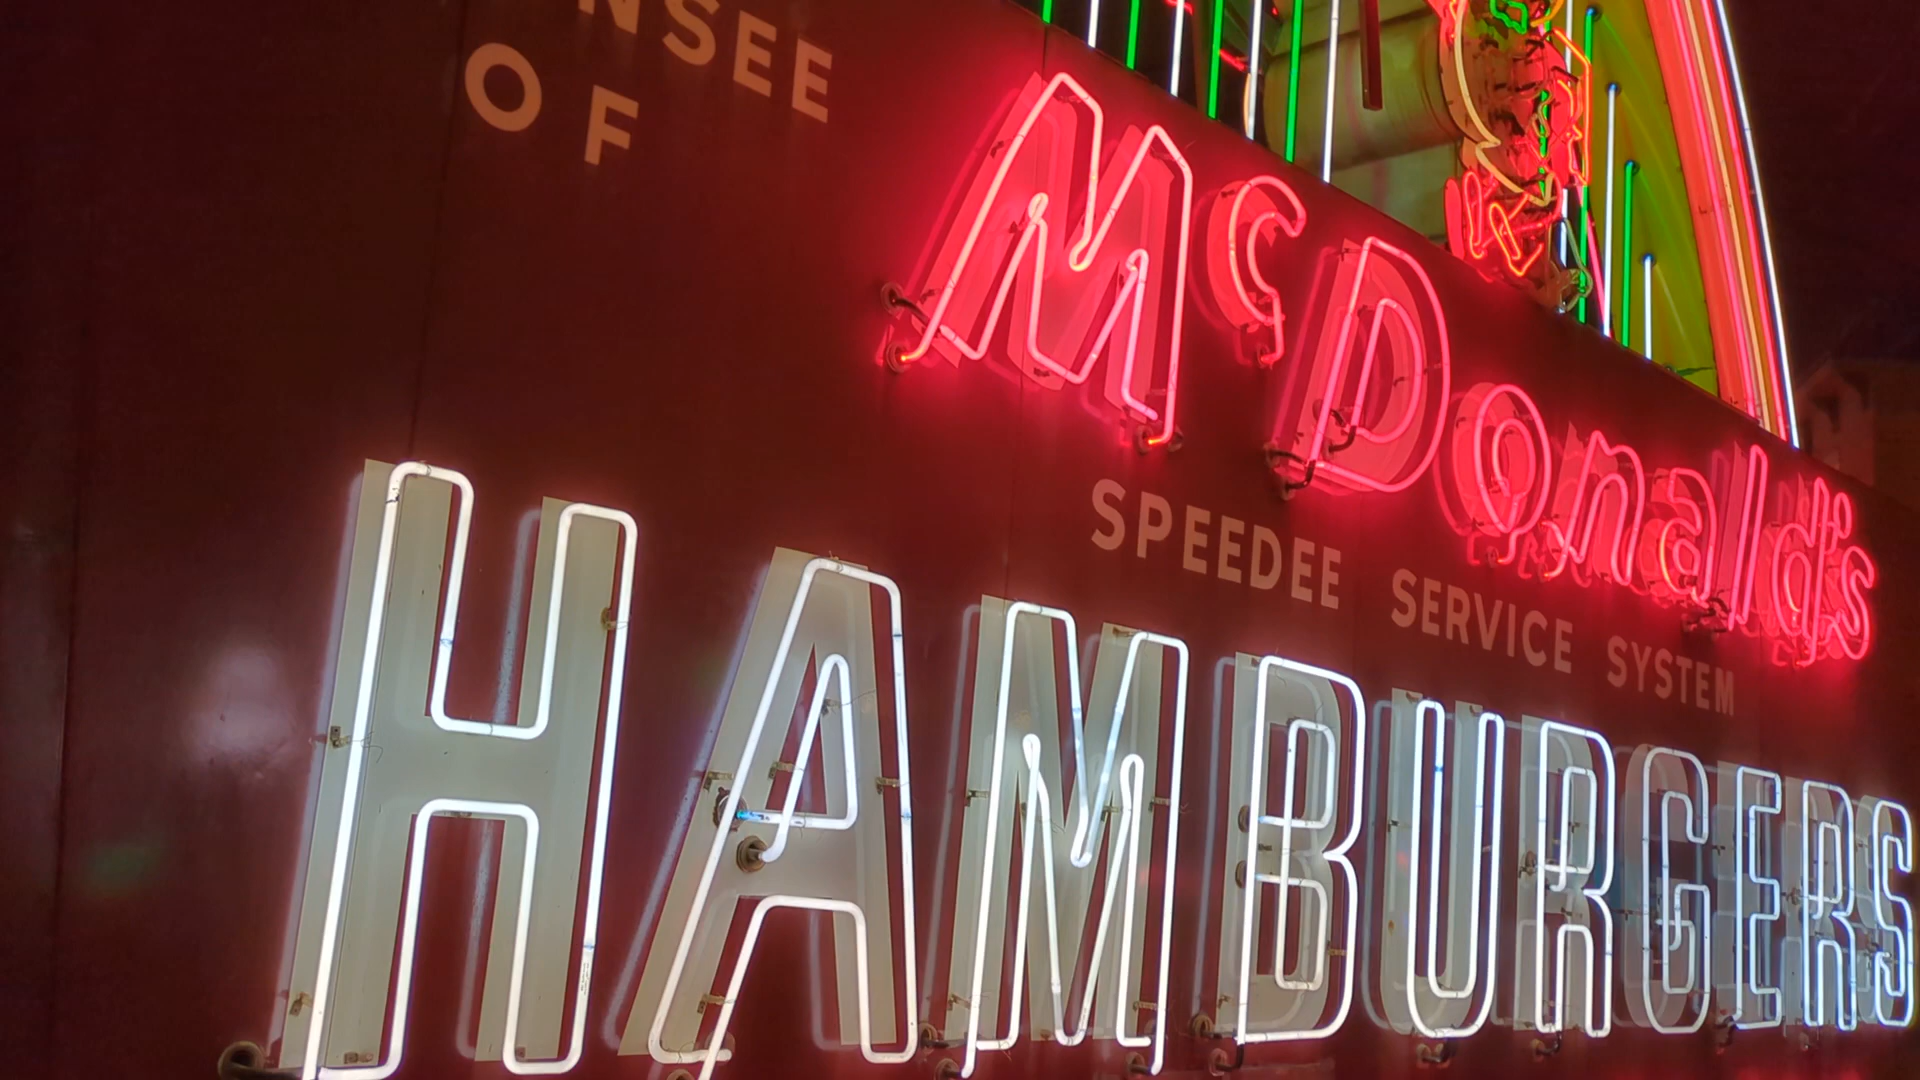 NSEE
OF
McDonald's
SPEEDEE SERVICE SYSTEM
HAMBURGERS